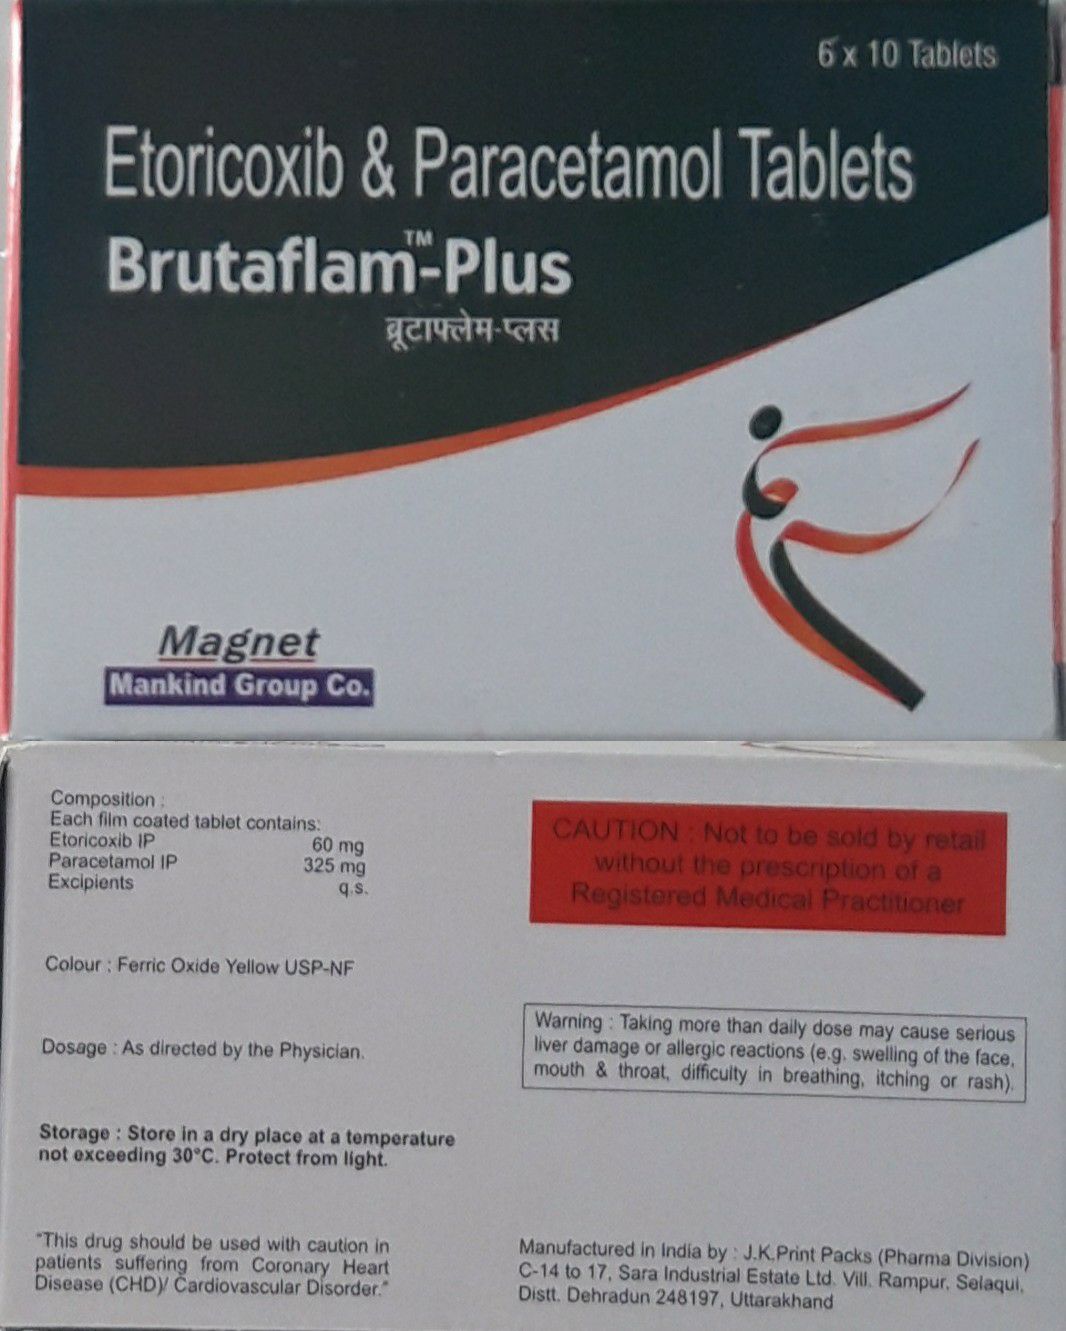 6 x 10 Tablets
Etoricoxib & Paracetamol Tablets
Brutaflam™-Plus
ब्रूटाफ्लेम-प्लस
Magnet
Mankind Group Co.
Composition :
Each film coated tablet contains:
Etoricoxib IP 60 mg
Paracetamol IP 325 mg
Excipients q.s.
Colour : Ferric Oxide Yellow USP-NF
Dosage : As directed by the Physician.
Storage : Store in a dry place at a temperature
not exceeding 30°C. Protect from light.
"This drug should be used with caution in
patients suffering from Coronary Heart
Disease (CHD)/ Cardiovascular Disorder."
CAUTION : Not to be sold by retail
without the prescription of a
Registered Medical Practitioner
Warning : Taking more than daily dose may cause serious
liver damage or allergic reactions (e.g. swelling of the face,
mouth & throat, difficulty in breathing, itching or rash).
Manufactured in India by : J.K.Print Packs (Pharma Division)
C-14 to 17, Sara Industrial Estate Ltd. Vill. Rampur, Selaqui,
Distt. Dehradun 248197, Uttarakhand